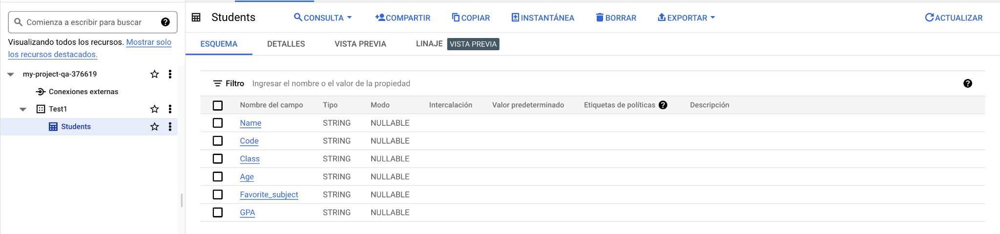 Comienza a escribir para buscar
Visualizando todos los recursos. Mostrar solo
los recursos destacados.
my-project-qa-376619
Conexiones externas
Test1
Students
Students CONSULTA COMPARTIR COPIAR INSTANTÁNEA BORRAR EXPORTAR ACTUALIZAR
ESQUEMA DETALLES VISTA PREVIA LINAJE VISTA PREVIA
Filtro Ingresar el nombre o el valor de la propiedad
Nombre del campo Tipo Modo Intercalación Valor predeterminado Etiquetas de políticas Descripción
Name STRING NULLABLE
Code STRING NULLABLE
Class STRING NULLABLE
Age STRING NULLABLE
Favorite_subject STRING NULLABLE
GPA STRING NULLABLE